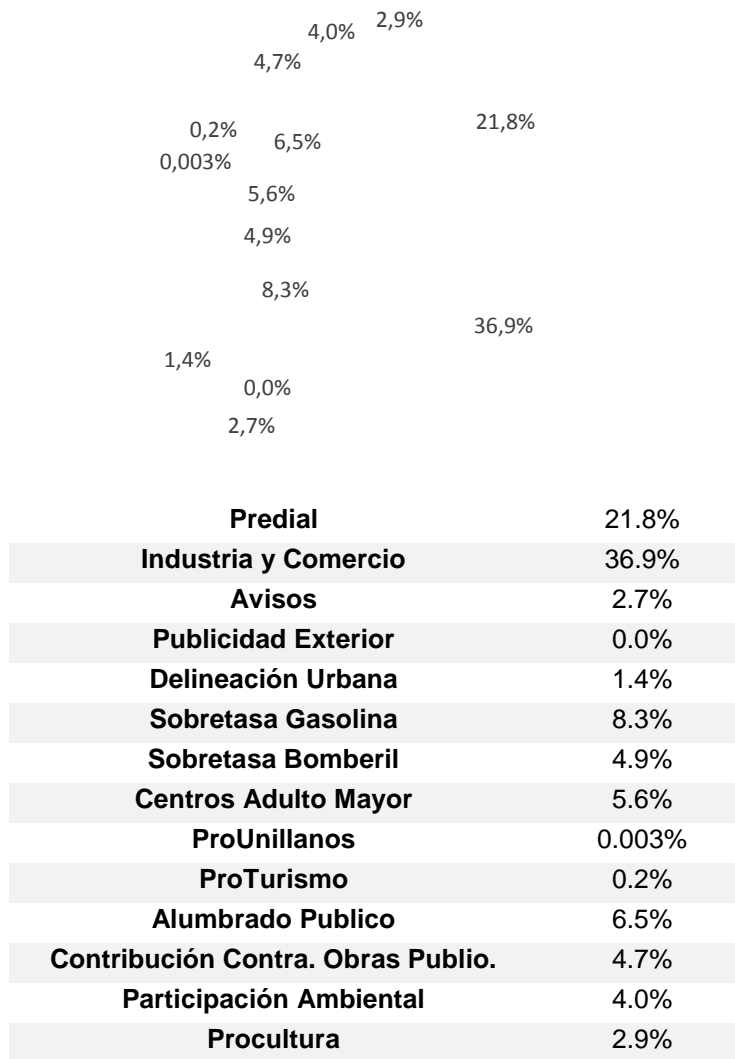 2,9%
4,0%
4,7%
21,8%
0,2%
6,5%
0,003%
5,6%
4,9%
8,3%
36,9%
1,4%
0,0%
2,7%
Predial 21.8%
Industria y Comercio 36.9%
Avisos 2.7%
Publicidad Exterior 0.0%
Delineación Urbana 1.4%
Sobretasa Gasolina 8.3%
Sobretasa Bomberil 4.9%
Centros Adulto Mayor 5.6%
ProUnillanos 0.003%
ProTurismo 0.2%
Alumbrado Publico 6.5%
Contribución Contra. Obras Publio. 4.7%
Participación Ambiental 4.0%
Procultura 2.9%